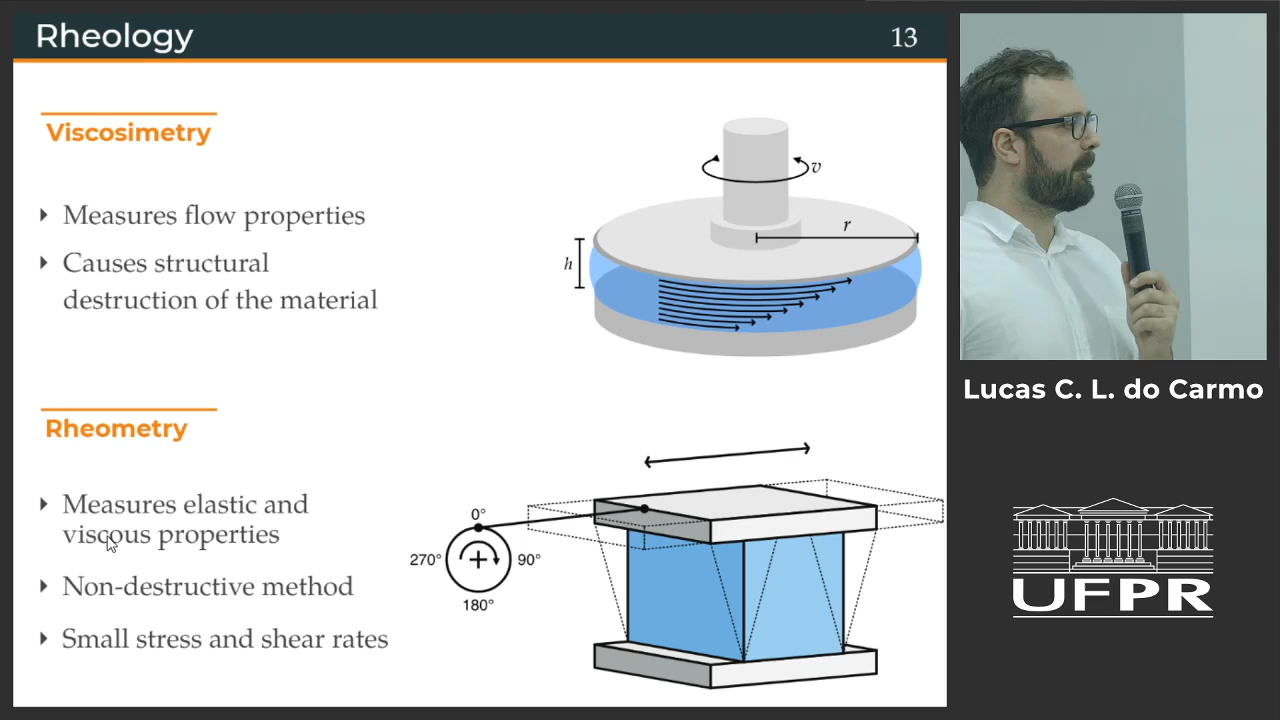 Rheology
13
Viscosimetry
Measures flow properties
Causes structural
destruction of the material
v
r
h
Rheometry
Measures elastic and
viscous properties
Non-destructive method
Small stress and shear rates
0°
270°
90°
180°
Lucas C. L. do Carmo
UFPR